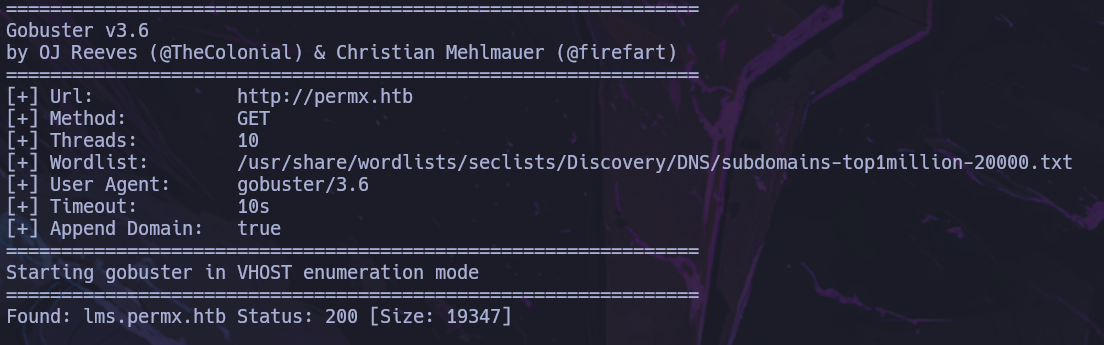 ===============================================================
Gobuster v3.6
by OJ Reeves (@TheColonial) & Christian Mehlmauer (@firefart)
===============================================================
[+] Url:             http://permx.htb
[+] Method:          GET
[+] Threads:         10
[+] Wordlist:        /usr/share/wordlists/seclists/Discovery/DNS/subdomains-top1million-20000.txt
[+] User Agent:      gobuster/3.6
[+] Timeout:         10s
[+] Append Domain:   true
===============================================================
Starting gobuster in VHOST enumeration mode
===============================================================
Found: lms.permx.htb Status: 200 [Size: 19347]